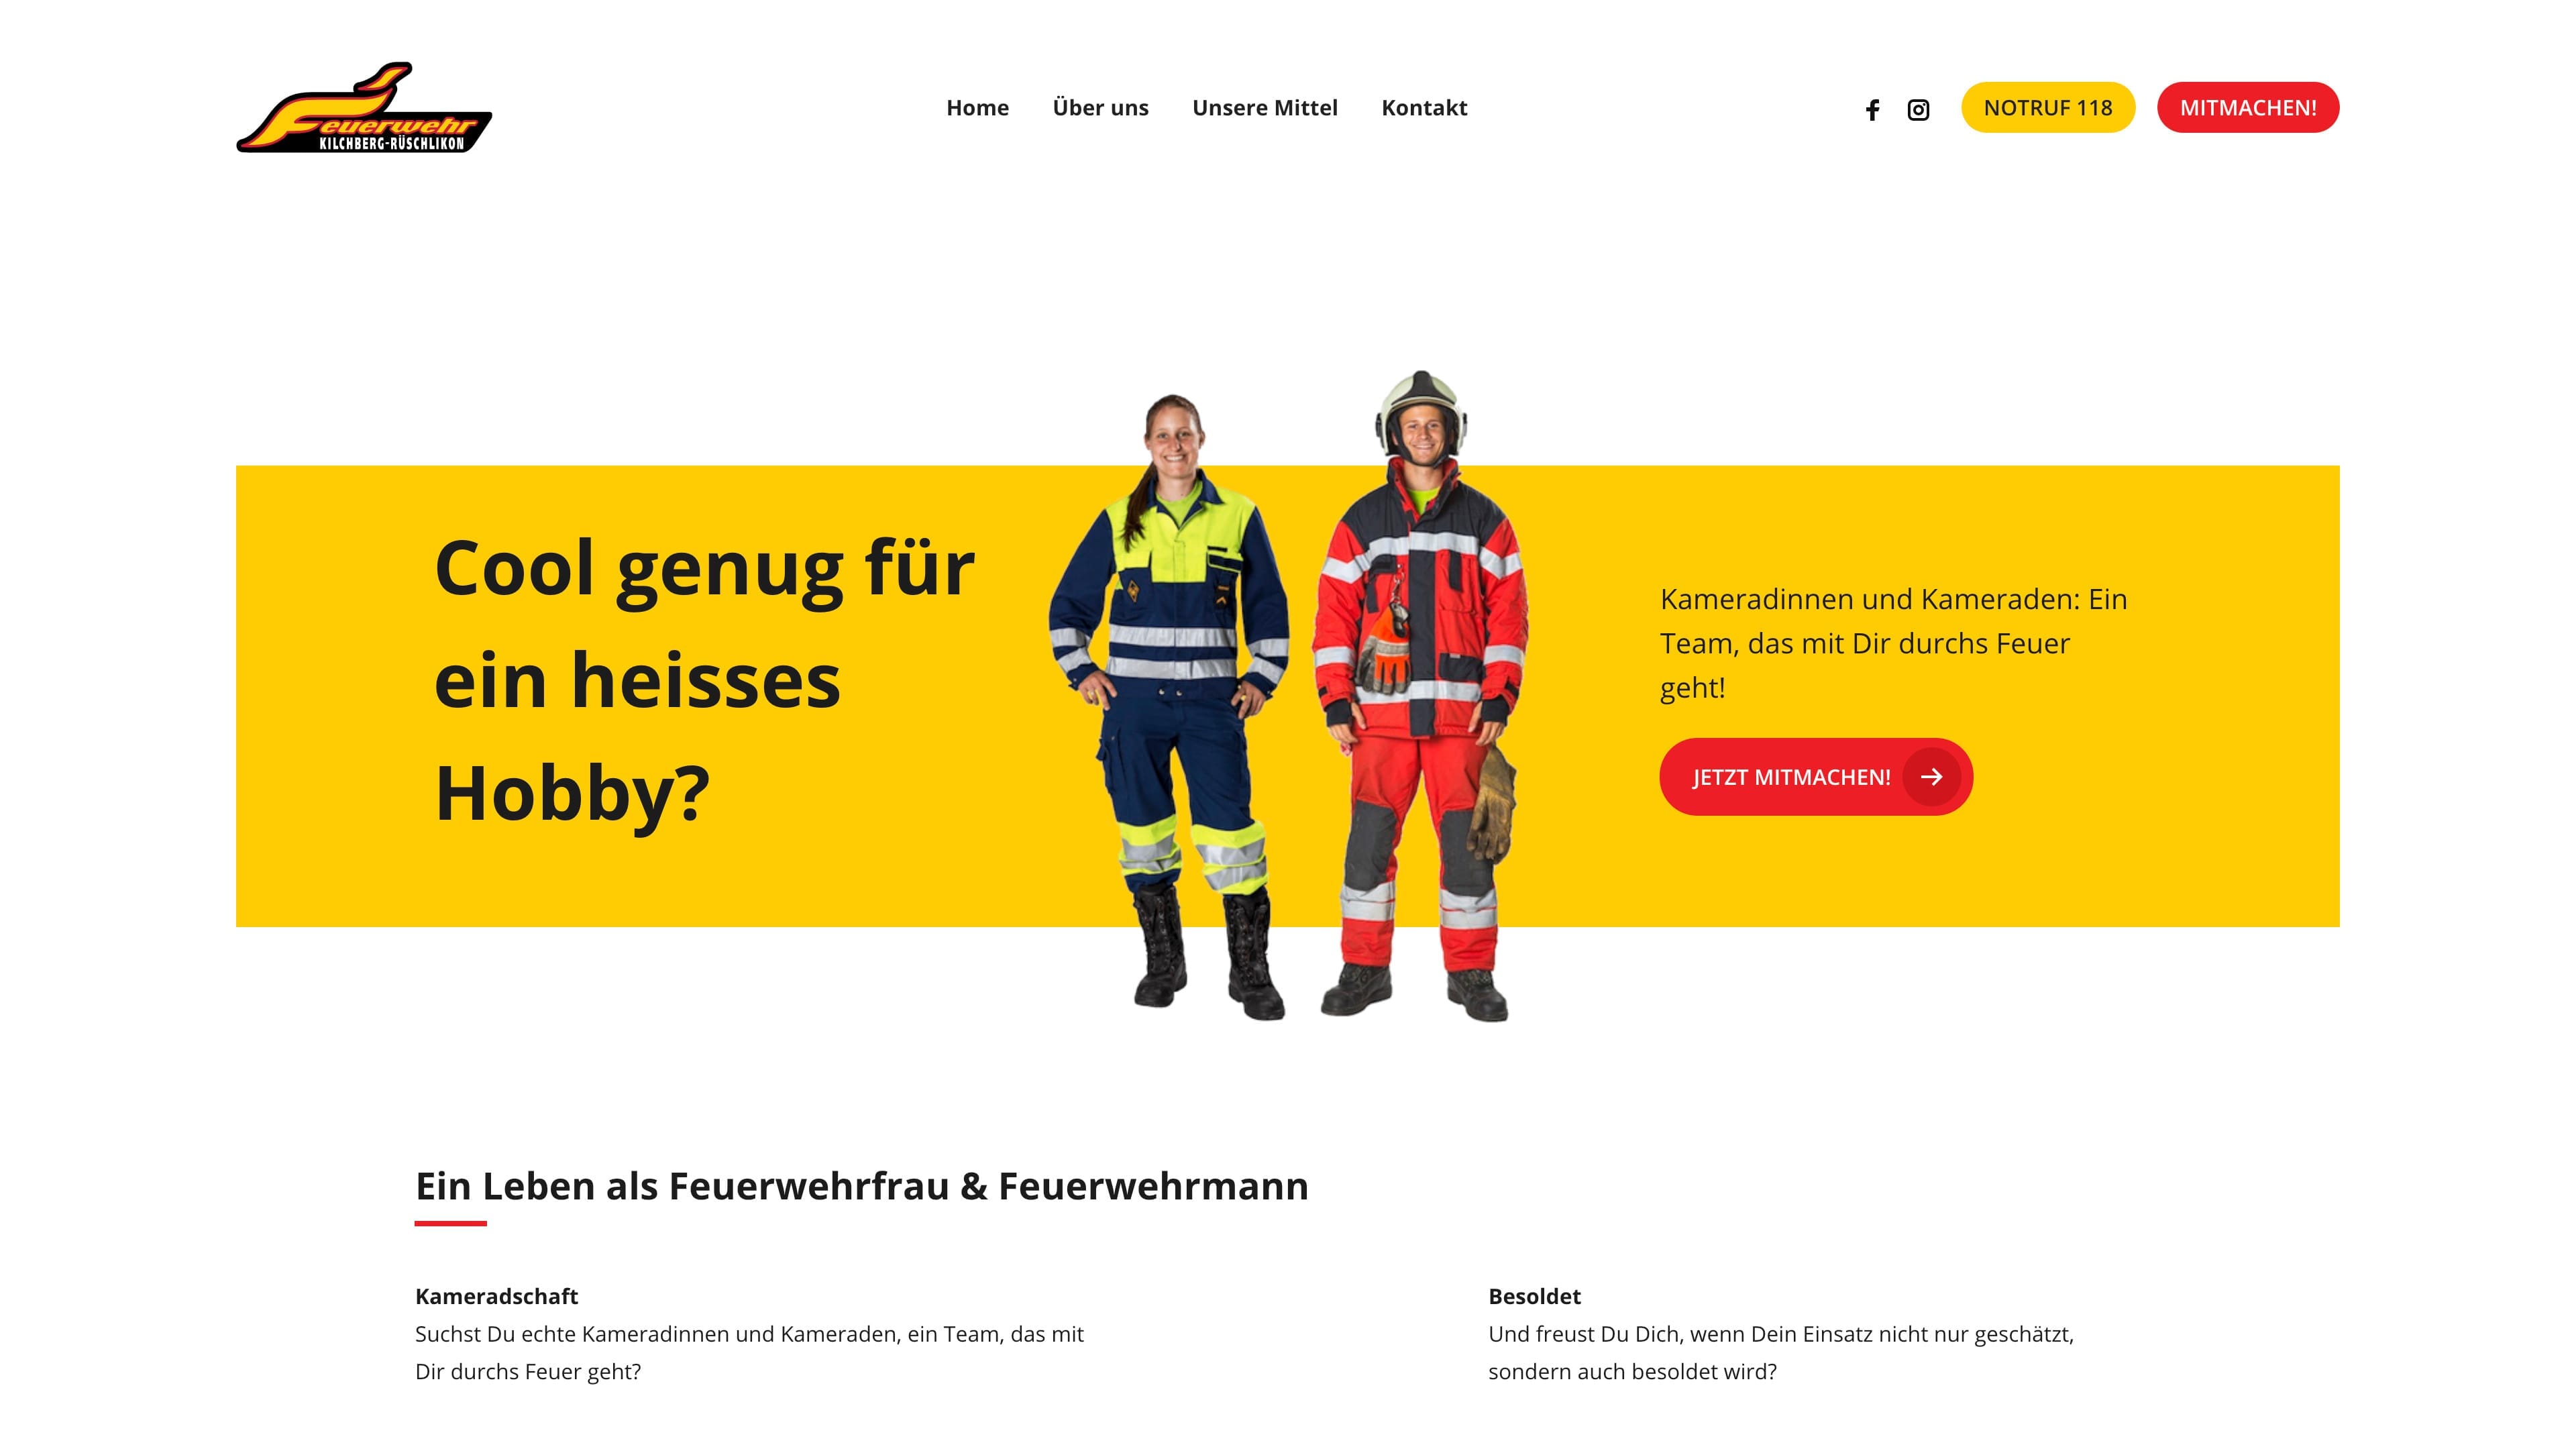 Feuerwehr
KILCHBERG-RÜSCHLIKON
Home Über uns Unsere Mittel Kontakt
NOTRUF 118 MITMACHEN!
Cool genug für
ein heisses
Hobby?
Kameradinnen und Kameraden: Ein
Team, das mit Dir durchs Feuer
geht!
JETZT MITMACHEN!
Ein Leben als Feuerwehrfrau & Feuerwehrmann
Kameradschaft
Suchst Du echte Kameradinnen und Kameraden, ein Team, das mit
Dir durchs Feuer geht?
Besoldet
Und freust Du Dich, wenn Dein Einsatz nicht nur geschätzt,
sondern auch besoldet wird?